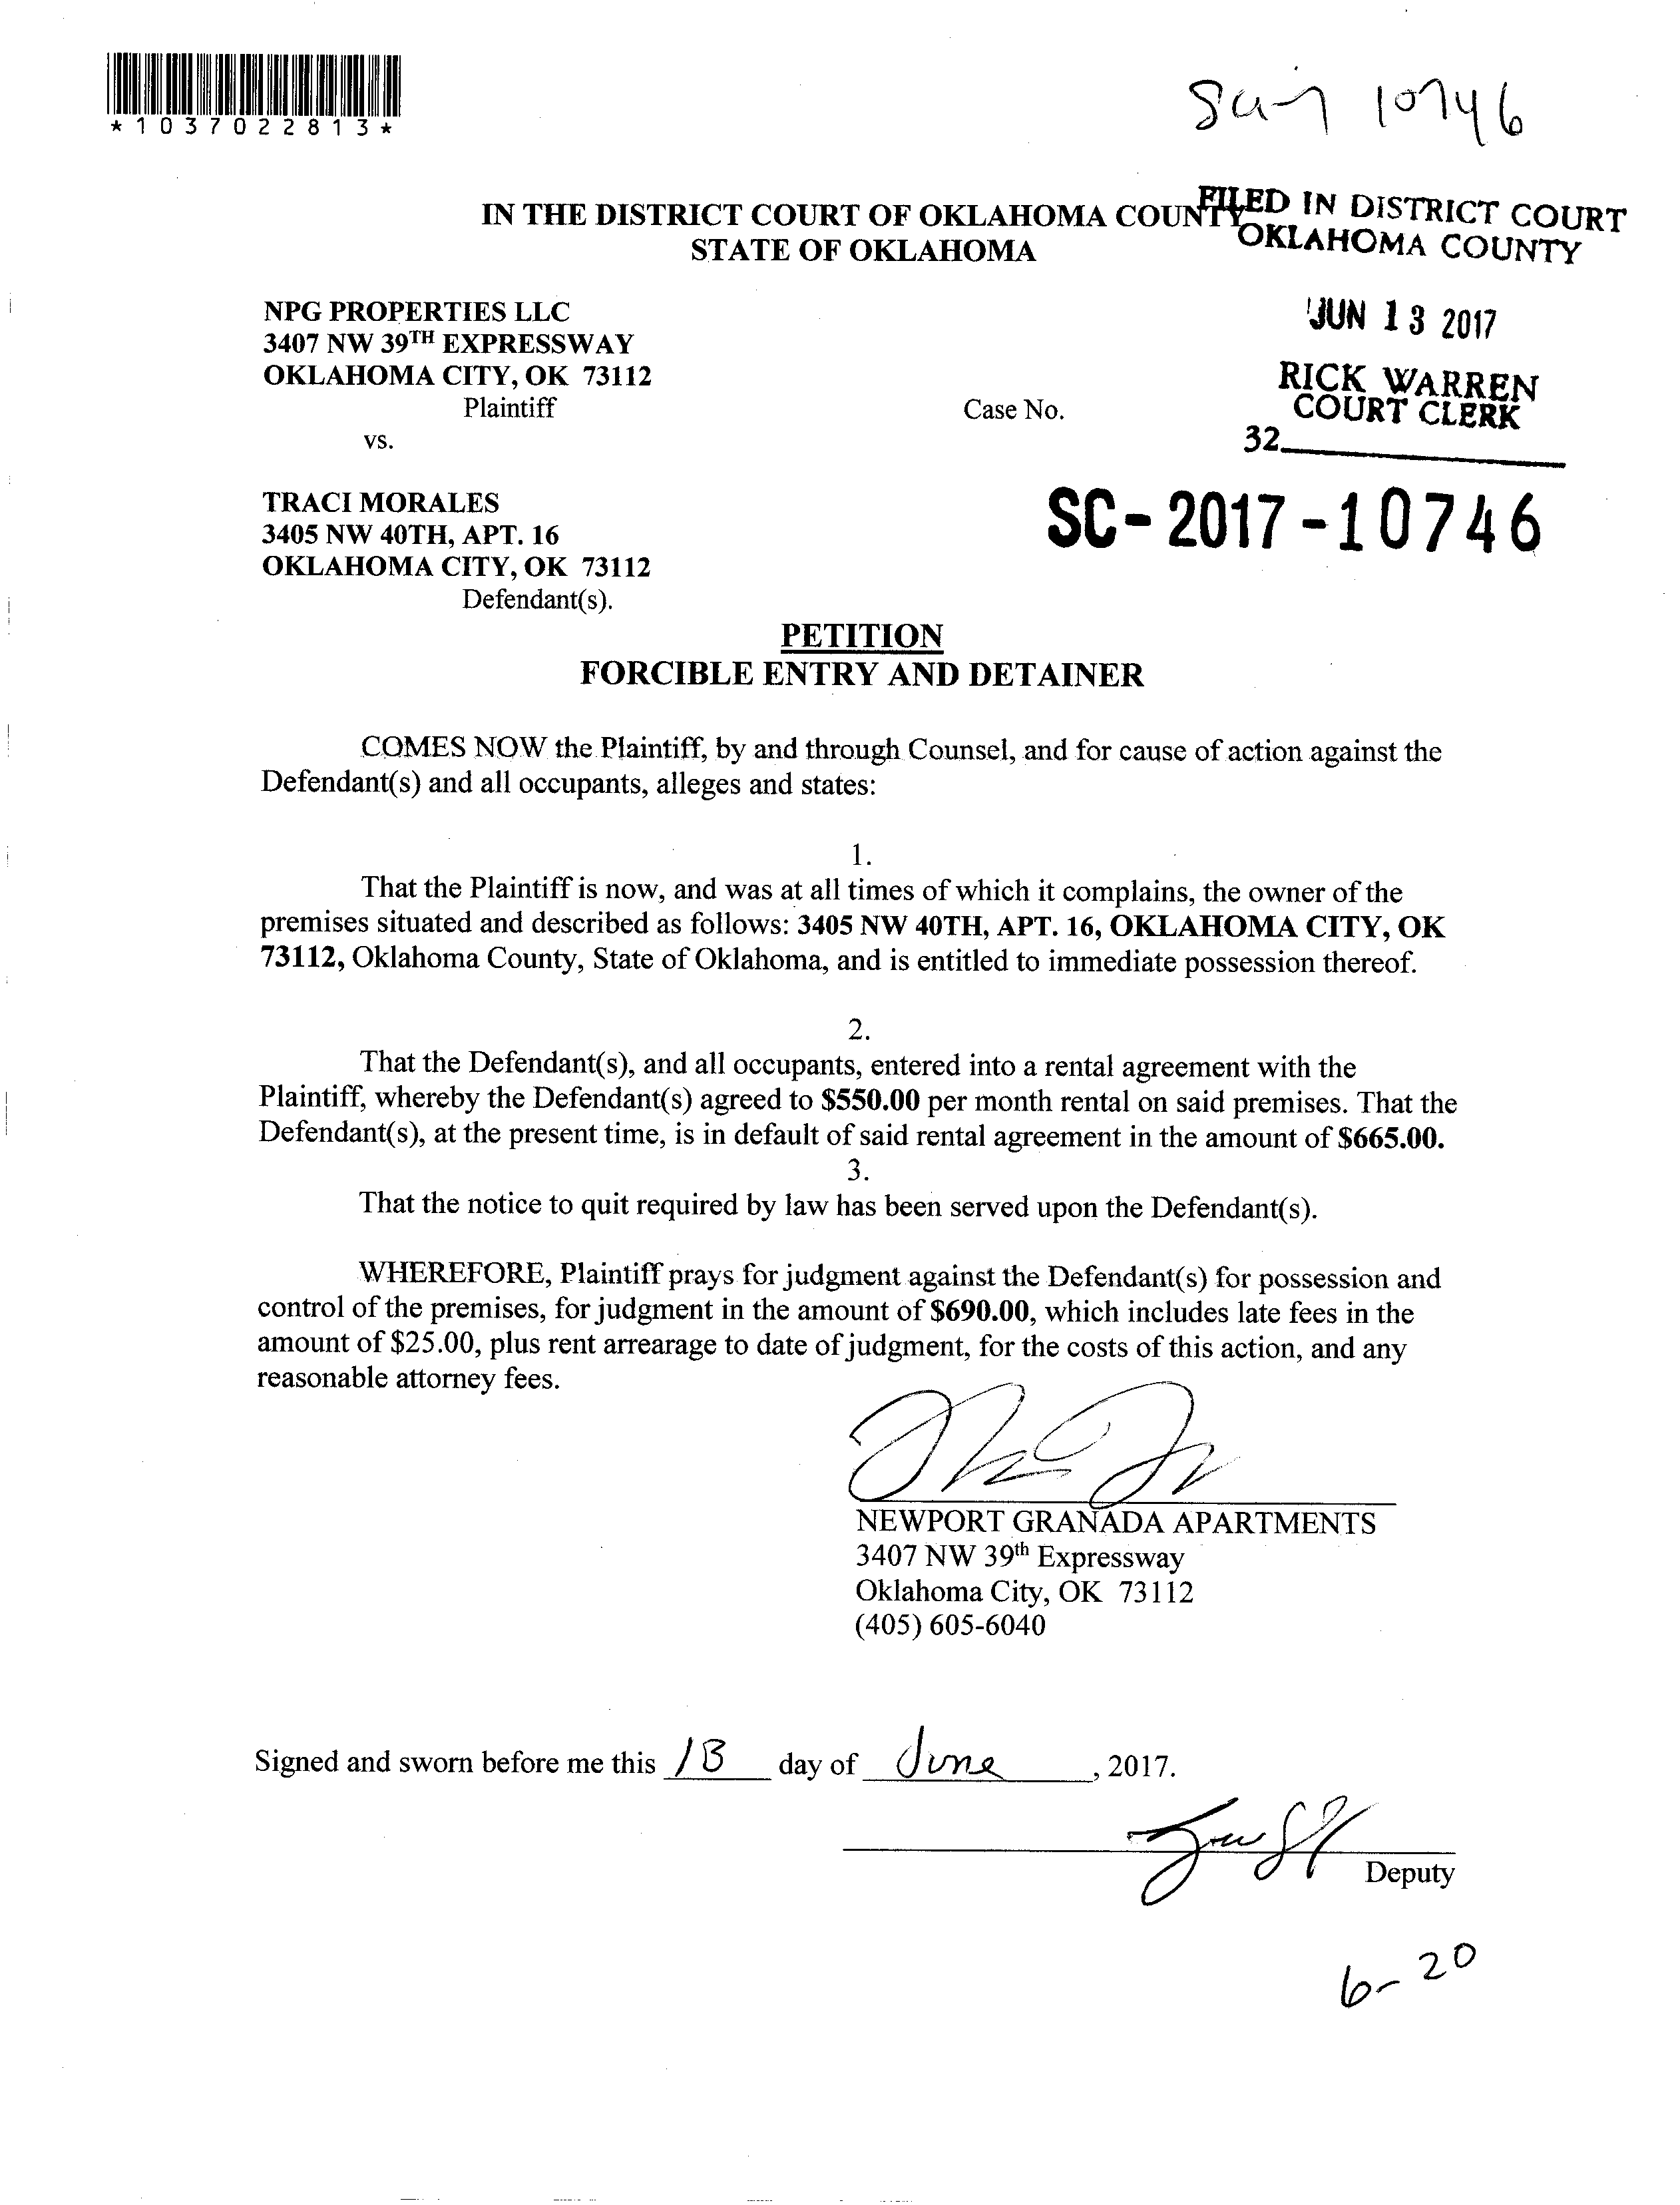 *1037022813*
10746
IN THE DISTRICT COURT OF OKLAHOMA COUNTY
STATE OF OKLAHOMA
FILED IN DISTRICT COURT
OKLAHOMA COUNTY
JUN 13 2017
RICK WARREN
COURT CLERK
32
NPG PROPERTIES LLC
3407 NW 39TH EXPRESSWAY
OKLAHOMA CITY, OK 73112
Plaintiff
Case No.
vs.
SC-2017-10746
TRACI MORALES
3405 NW 40TH, APT. 16
OKLAHOMA CITY, OK 73112
Defendant(s).
PETITION
FORCIBLE ENTRY AND DETAINER
COMES NOW the Plaintiff, by and through Counsel, and for cause of action against the
Defendant(s) and all occupants, alleges and states:
1.
That the Plaintiff is now, and was at all times of which it complains, the owner of the
premises situated and described as follows: 3405 NW 40TH, APT. 16, OKLAHOMA CITY, OK
73112, Oklahoma County, State of Oklahoma, and is entitled to immediate possession thereof.
2.
That the Defendant(s), and all occupants, entered into a rental agreement with the
Plaintiff, whereby the Defendant(s) agreed to $550.00 per month rental on said premises. That the
Defendant(s), at the present time, is in default of said rental agreement in the amount of $665.00.
3.
That the notice to quit required by law has been served upon the Defendant(s).
WHEREFORE, Plaintiff prays for judgment against the Defendant(s) for possession and
control of the premises, for judgment in the amount of $690.00, which includes late fees in the
amount of $25.00, plus rent arrearage to date of judgment, for the costs of this action, and any
reasonable attorney fees.
NEWPORT GRANADA APARTMENTS
3407 NW 39th Expressway
Oklahoma City, OK 73112
(405) 605-6040
Signed and sworn before me this 13 day of June, 2017.
Deputy
6-20